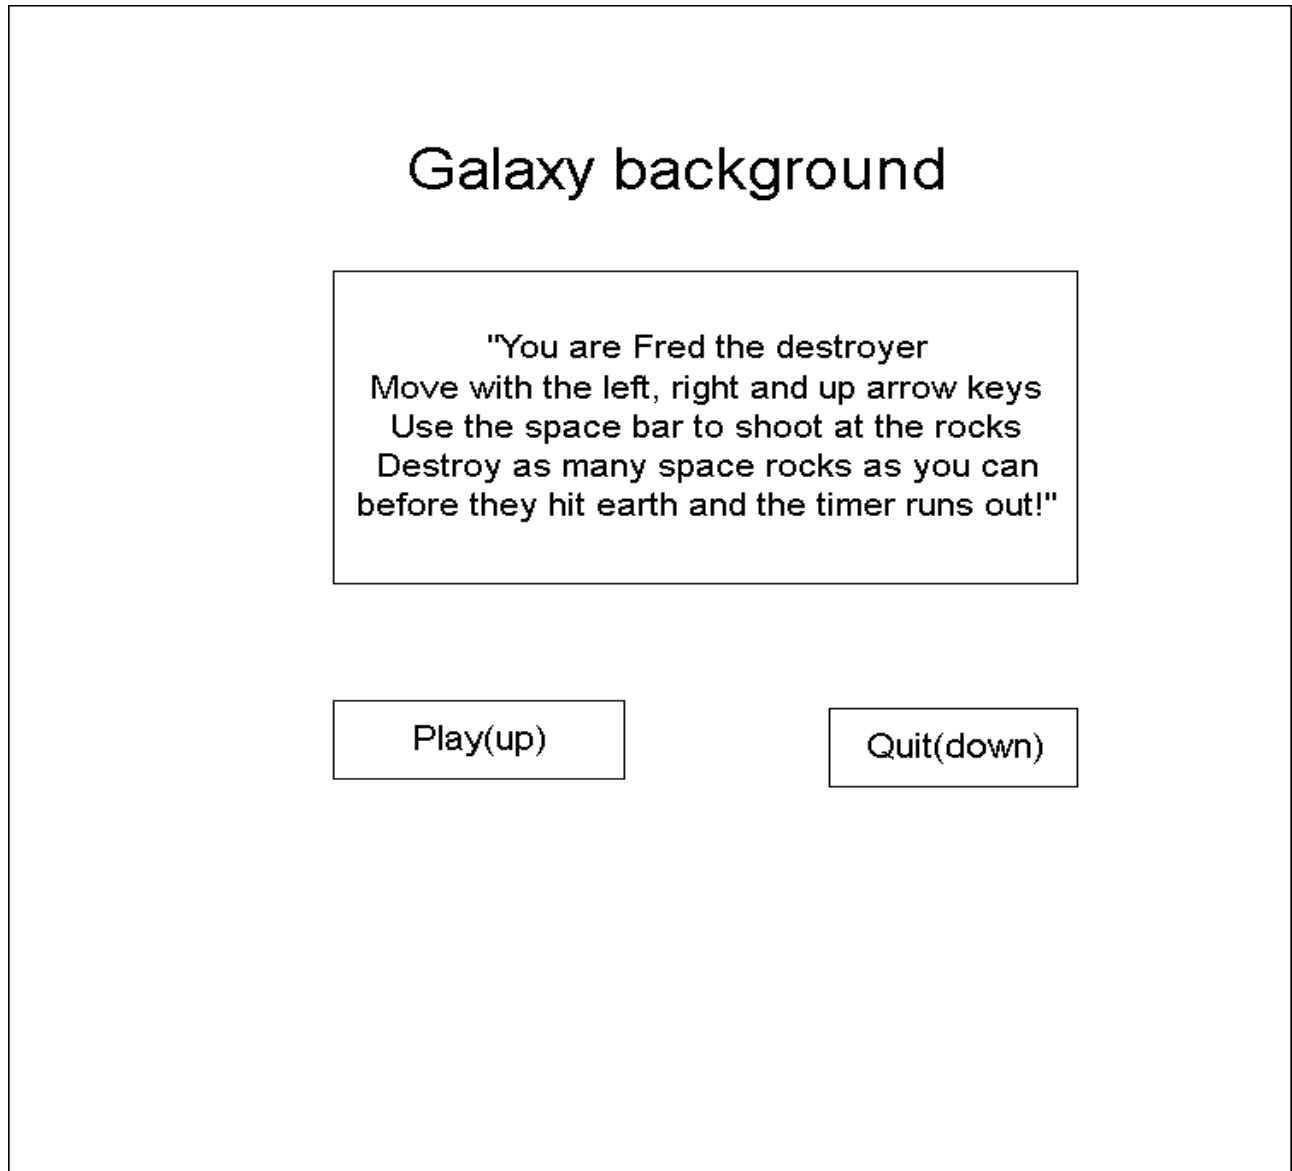 Galaxy background
"You are Fred the destroyer
Move with the left, right and up arrow keys
Use the space bar to shoot at the rocks
Destroy as many space rocks as you can
before they hit earth and the timer runs out!"
Play(up)
Quit(down)